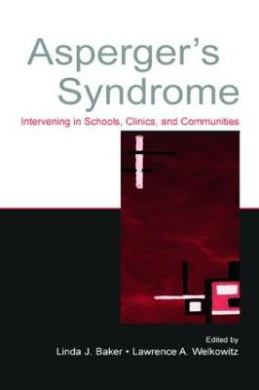 Asperger's
Syndrome
Intervening in Schools, Clinics, and Communities
Edited by
Linda J. Baker • Lawrence A. Welkowitz